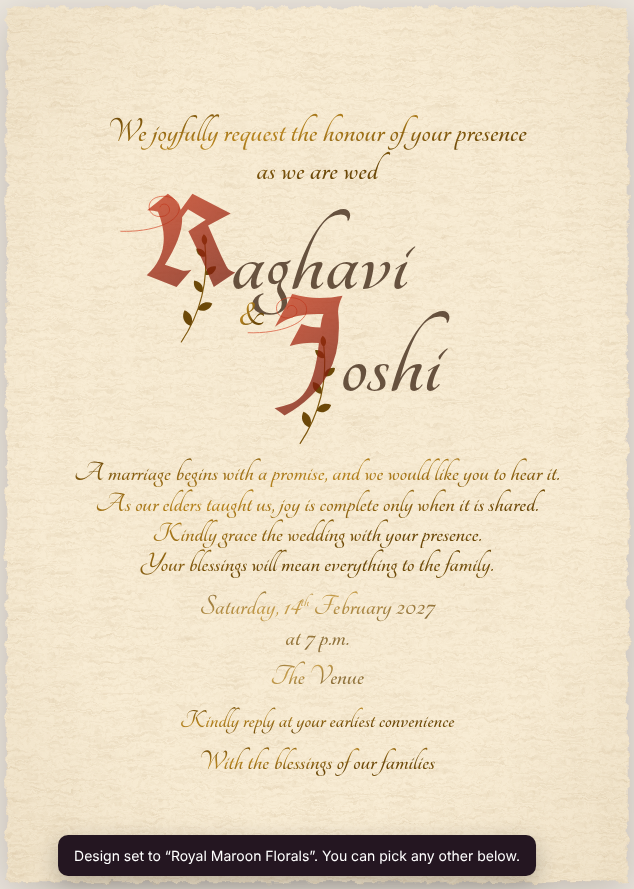 We joyfully request the honour of your presence
as we are wed
Raghavi
&
Joshi
A marriage begins with a promise, and we would like you to hear it.
As our elders taught us, joy is complete only when it is shared.
Kindly grace the wedding with your presence.
Your blessings will mean everything to the family.
Saturday, 14th February 2027
at 7 p.m.
The Venue
Kindly reply at your earliest convenience
With the blessings of our families
Design set to “Royal Maroon Florals”. You can pick any other below.